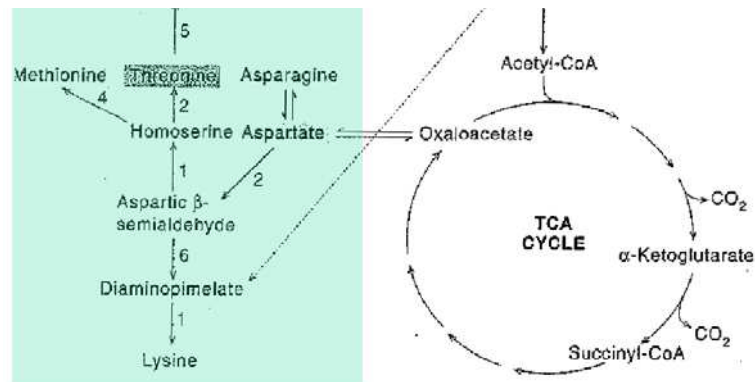 5
Methionine Threonine Asparagine
4 2
Homoserine Aspartate
1 2
Aspartic β-
semialdehyde
6
Diaminopimelate
1
Lysine
Acetyl-CoA
Oxaloacetate
CO2
TCA
CYCLE
α-Ketoglutarate
CO2
Succinyl-CoA